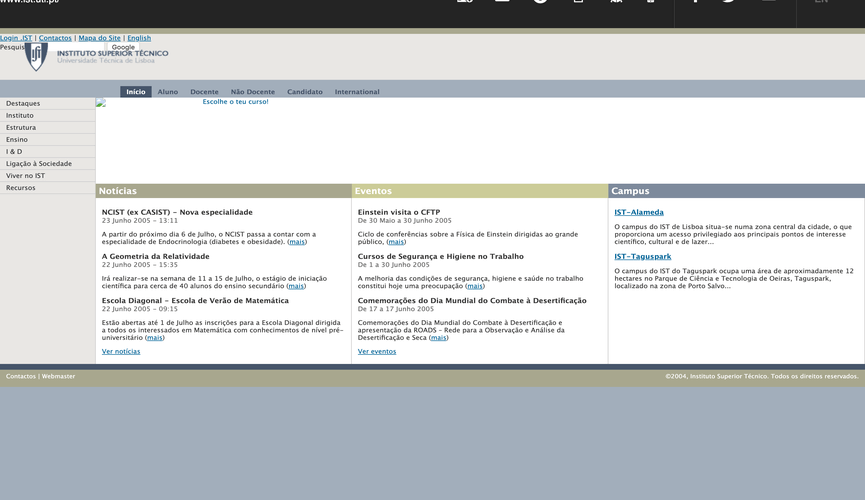 www.ist.utl.pt/
EN
Login .IST | Contactos | Mapa do Site | English
Pesquis
Google
INSTITUTO SUPERIOR TÉCNICO
Universidade Técnica de Lisboa
Início Aluno Docente Não Docente Candidato International
Destaques
Instituto
Estrutura
Ensino
I & D
Ligação à Sociedade
Viver no IST
Recursos
Escolhe o teu curso!
Notícias
NCIST (ex CASIST) - Nova especialidade
23 Junho 2005 - 13:11
A partir do próximo dia 6 de Julho, o NCIST passa a contar com a
especialidade de Endocrinologia (diabetes e obesidade). (mais)
A Geometria da Relatividade
22 Junho 2005 - 15:35
Irá realizar-se na semana de 11 a 15 de Julho, o estágio de iniciação
científica para cerca de 40 alunos do ensino secundário (mais)
Escola Diagonal - Escola de Verão de Matemática
22 Junho 2005 - 09:15
Estão abertas até 1 de Julho as inscrições para a Escola Diagonal dirigida
a todos os interessados em Matemática com conhecimentos de nível pré-
universitário (mais)
Ver notícias
Eventos
Einstein visita o CFTP
De 30 Maio a 30 Junho 2005
Ciclo de conferências sobre a Física de Einstein dirigidas ao grande
público, (mais)
Cursos de Segurança e Higiene no Trabalho
De 1 a 30 Junho 2005
A melhoria das condições de segurança, higiene e saúde no trabalho
constitui hoje uma preocupação (mais)
Comemorações do Dia Mundial do Combate à Desertificação
De 17 a 17 Junho 2005
Comemorações do Dia Mundial do Combate à Desertificação e
apresentação da ROADS - Rede para a Observação e Análise da
Desertificação e Seca (mais)
Ver eventos
Campus
IST-Alameda
O campus do IST de Lisboa situa-se numa zona central da cidade, o que
proporciona um acesso privilegiado aos principais pontos de interesse
científico, cultural e de lazer...
IST-Taguspark
O campus do IST do Taguspark ocupa uma área de aproximadamente 12
hectares no Parque de Ciência e Tecnologia de Oeiras, Taguspark,
localizado na zona de Porto Salvo...
Contactos | Webmaster
©2004, Instituto Superior Técnico. Todos os direitos reservados.